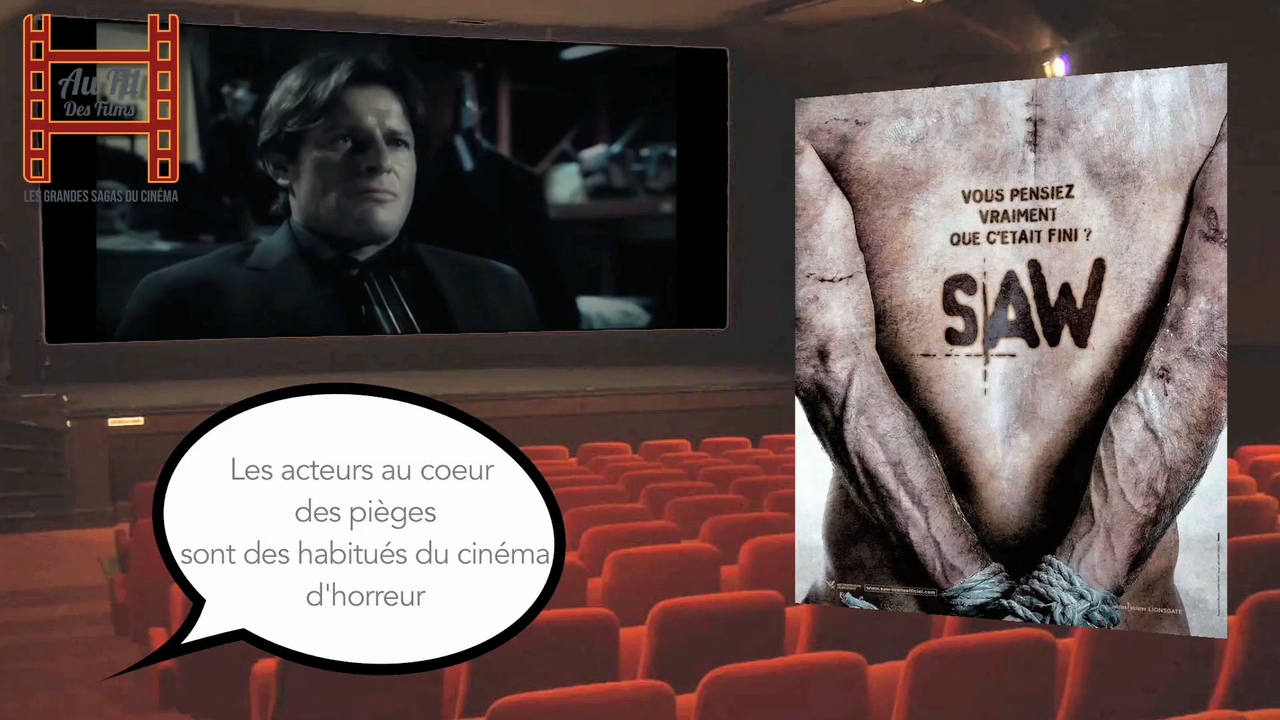 Au Fil
Des Films
LES GRANDES SAGAS DU CINÉMA
VOUS PENSIEZ
VRAIMENT
QUE C'ETAIT FINI ?
SAW
Les acteurs au coeur
des pièges
sont des habitués du cinéma
d'horreur
LIONSGATE